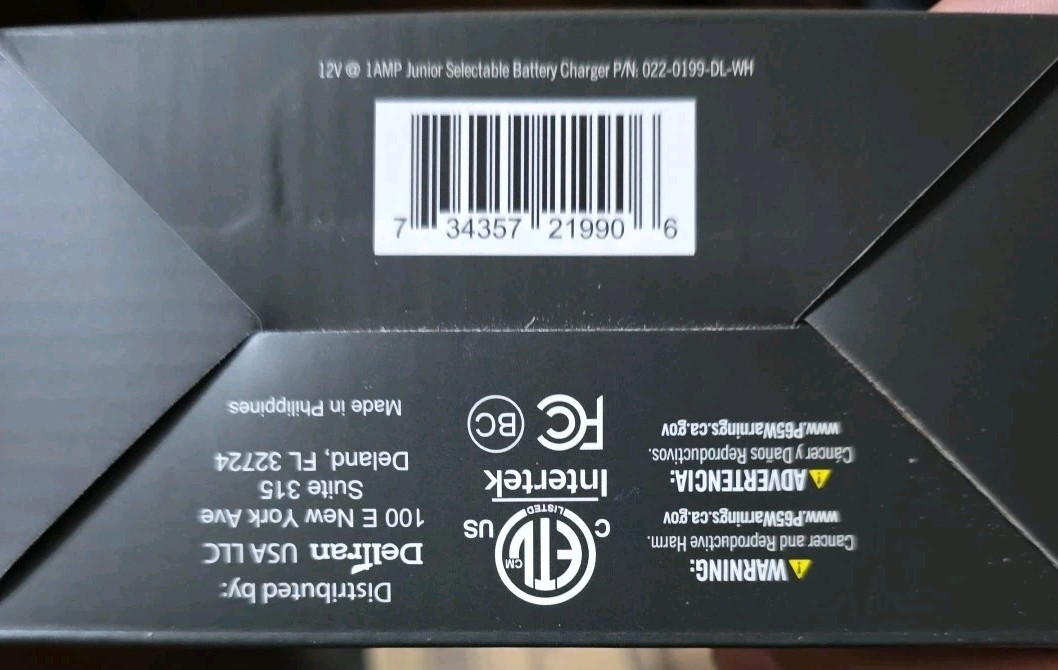 12V @ 1AMP Junior Selectable Battery Charger P/N: 022-0199-DL-WH
7 34357 21990 6
WARNING:
Cancer and Reproductive Harm.
www.P65Warnings.ca.gov
ADVERTENCIA:
Cáncer y Daños Reproductivos.
www.P65Warnings.ca.gov
ETL
CM
LISTED
C US
Intertek
FC BC
Distributed by:
Deltran USA LLC
100 E New York Ave
Suite 315
Deland, FL 32724
Made in Philippines